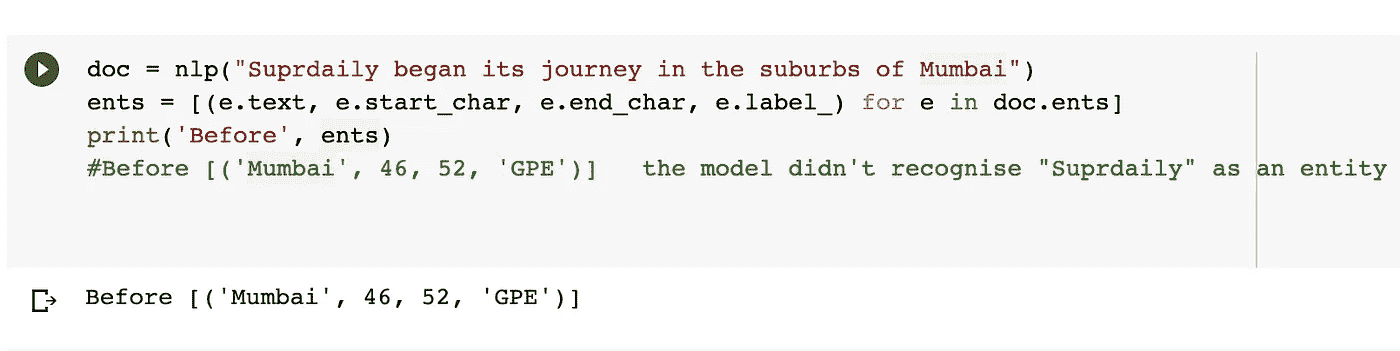 doc = nlp("Suprdaily began its journey in the suburbs of Mumbai")
ents = [(e.text, e.start_char, e.end_char, e.label_) for e in doc.ents]
print('Before', ents)
#Before [('Mumbai', 46, 52, 'GPE')]   the model didn't recognise "Suprdaily" as an entity
Before [('Mumbai', 46, 52, 'GPE')]